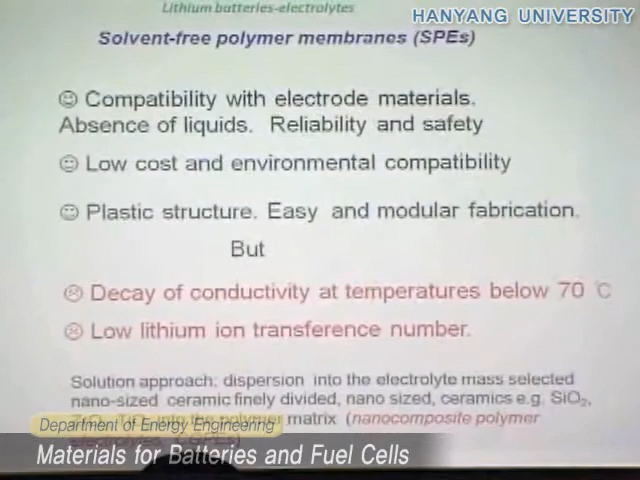 Lithium batteries-electrolytes
HANYANG UNIVERSITY
Solvent-free polymer membranes (SPEs)
Compatibility with electrode materials.
Absence of liquids. Reliability and safety
Low cost and environmental compatibility
Plastic structure. Easy and modular fabrication.
But
Decay of conductivity at temperatures below 70 °C
Low lithium ion transference number.
Solution approach: dispersion into the electrolyte mass selected
nano-sized ceramic finely divided, nano sized, ceramics e.g. SiO₂,
into the polymer matrix (nanocomposite polymer
Department of Energy Engineering
Materials for Batteries and Fuel Cells